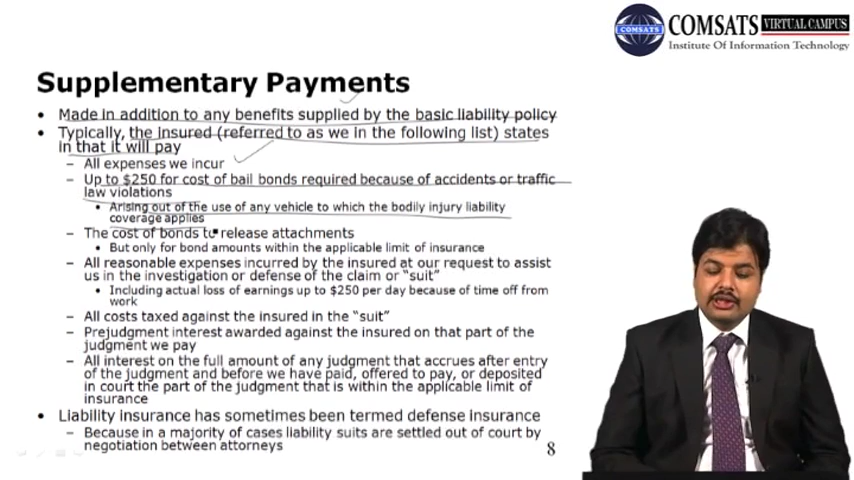 COMSATS
COMSATS VIRTUAL CAMPUS
Institute Of Information Technology
Supplementary Payments
• Made in addition to any benefits supplied by the basic liability policy
• Typically, the insured (referred to as we in the following list) states
in that it will pay
– All expenses we incur
– Up to $250 for cost of bail bonds required because of accidents or traffic
law violations
• Arising out of the use of any vehicle to which the bodily injury liability
coverage applies
– The cost of bonds to release attachments
• But only for bond amounts within the applicable limit of insurance
– All reasonable expenses incurred by the insured at our request to assist
us in the investigation or defense of the claim or “suit”
• Including actual loss of earnings up to $250 per day because of time off from
work
– All costs taxed against the insured in the “suit”
– Prejudgment interest awarded against the insured on that part of the
judgment we pay
– All interest on the full amount of any judgment that accrues after entry
of the judgment and before we have paid, offered to pay, or deposited
in court the part of the judgment that is within the applicable limit of
insurance
• Liability insurance has sometimes been termed defense insurance
– Because in a majority of cases liability suits are settled out of court by
negotiation between attorneys
8